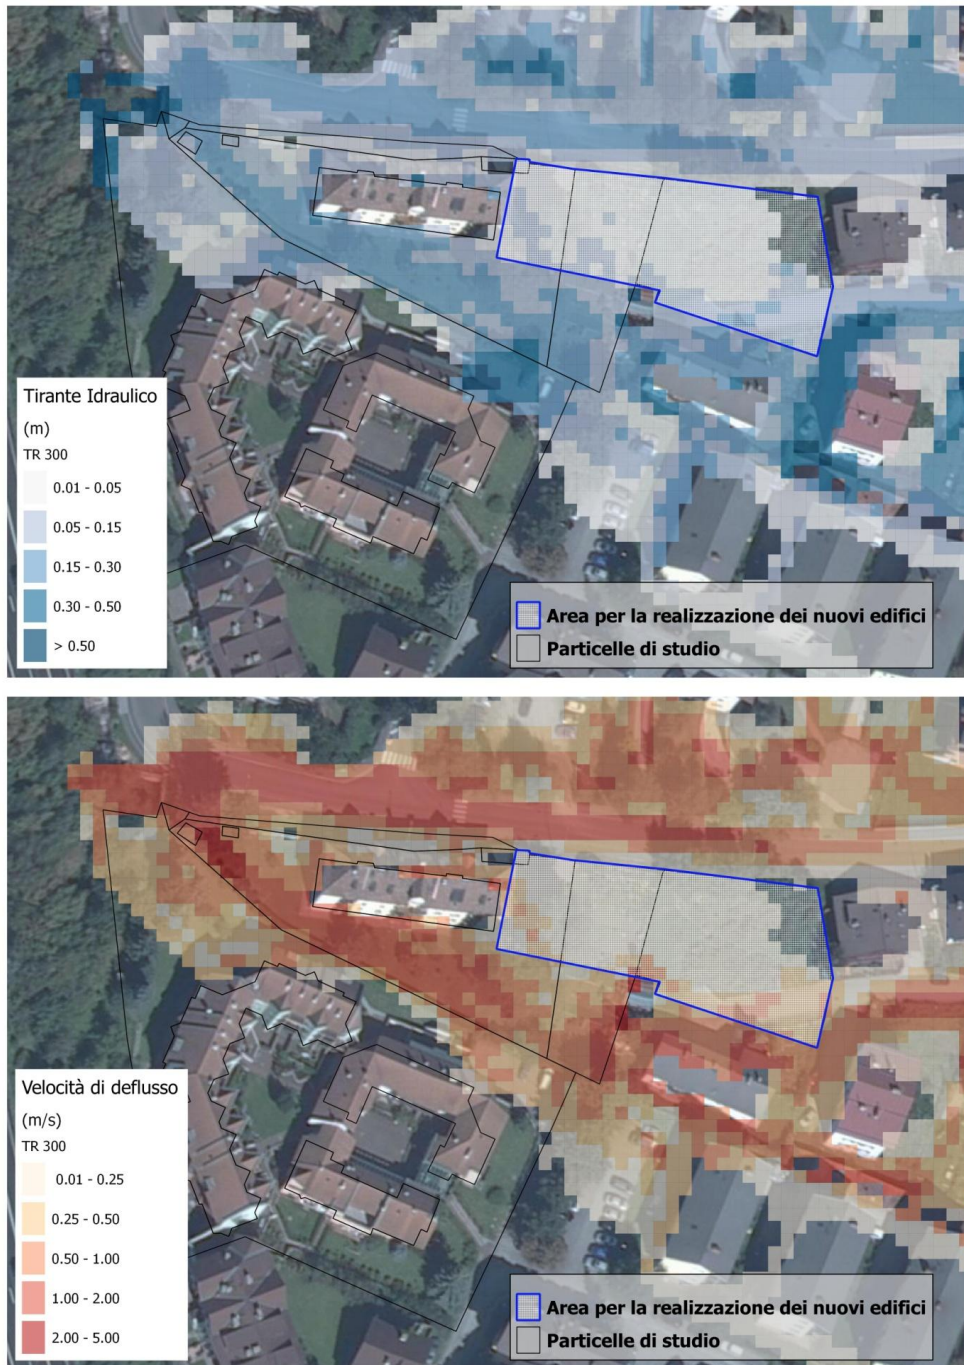 Tirante Idraulico
(m)
TR 300
0.01 - 0.05
0.05 - 0.15
0.15 - 0.30
0.30 - 0.50
> 0.50
Area per la realizzazione dei nuovi edifici
Particelle di studio
Velocità di deflusso
(m/s)
TR 300
0.01 - 0.25
0.25 - 0.50
0.50 - 1.00
1.00 - 2.00
2.00 - 5.00
Area per la realizzazione dei nuovi edifici
Particelle di studio